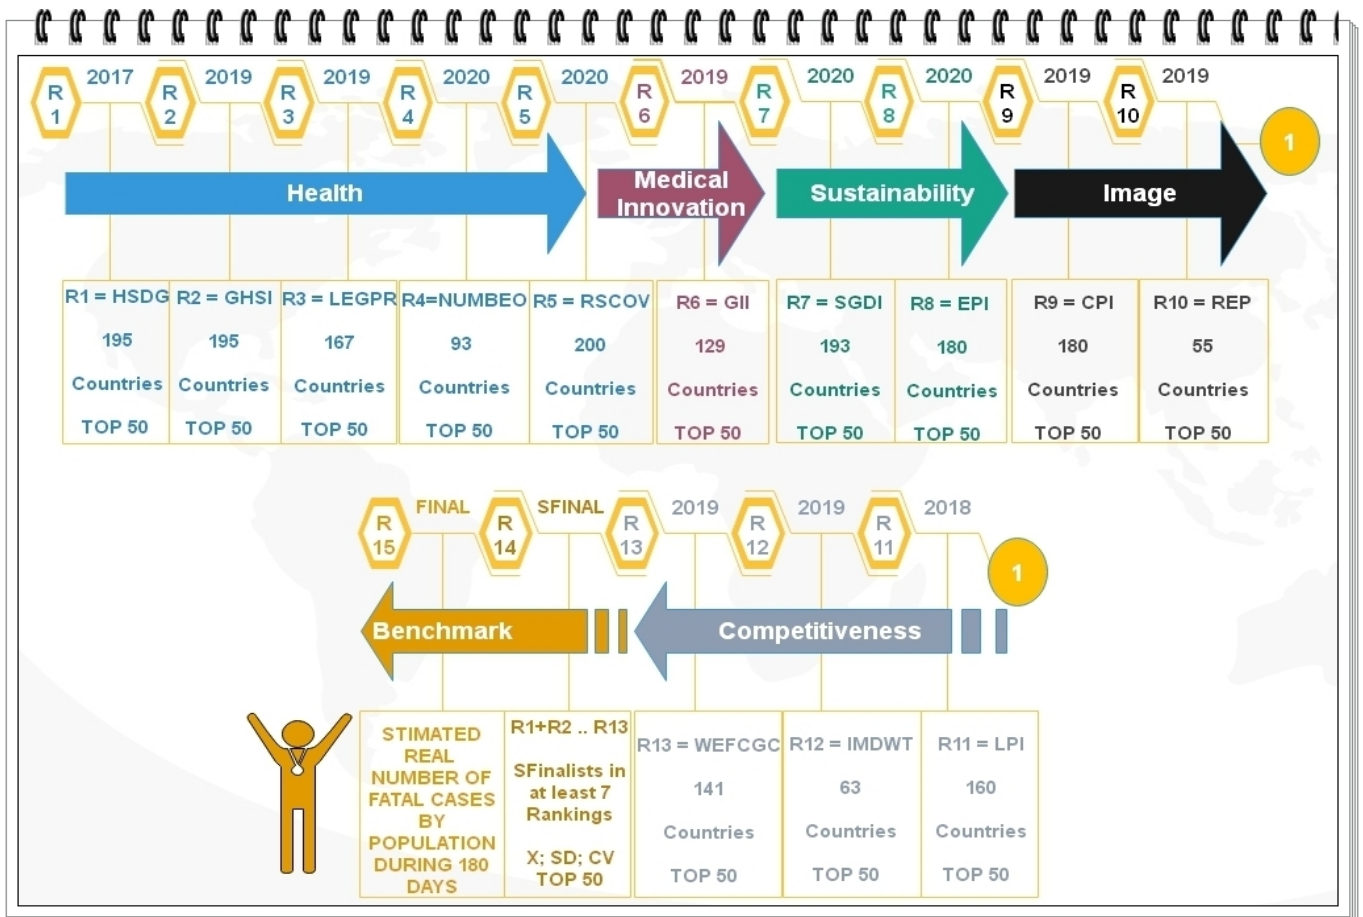 R
1
2017
R
2
2019
R
3
2019
R
4
2020
R
5
2020
R
6
2019
R
7
2020
R
8
2020
R
9
2019
R
10
2019
1
Health
Medical
Innovation
Sustainability
Image
R1 = HSDG
195
Countries
TOP 50
R2 = GHSI
195
Countries
TOP 50
R3 = LEGPR
167
Countries
TOP 50
R4=NUMBEO
93
Countries
TOP 50
R5 = RSCOV
200
Countries
TOP 50
R6 = GII
129
Countries
TOP 50
R7 = SGDI
193
Countries
TOP 50
R8 = EPI
180
Countries
TOP 50
R9 = CPI
180
Countries
TOP 50
R10 = REP
55
Countries
TOP 50
R
15
FINAL
R
14
SFINAL
R
13
2019
R
12
2019
R
11
2018
1
Benchmark
Competitiveness
STIMATED
REAL
NUMBER OF
FATAL CASES
BY
POPULATION
DURING 180
DAYS
R1+R2 .. R13
SFinalists in
at least 7
Rankings
X; SD; CV
TOP 50
R13 = WEFCGC
141
Countries
TOP 50
R12 = IMDWT
63
Countries
TOP 50
R11 = LPI
160
Countries
TOP 50